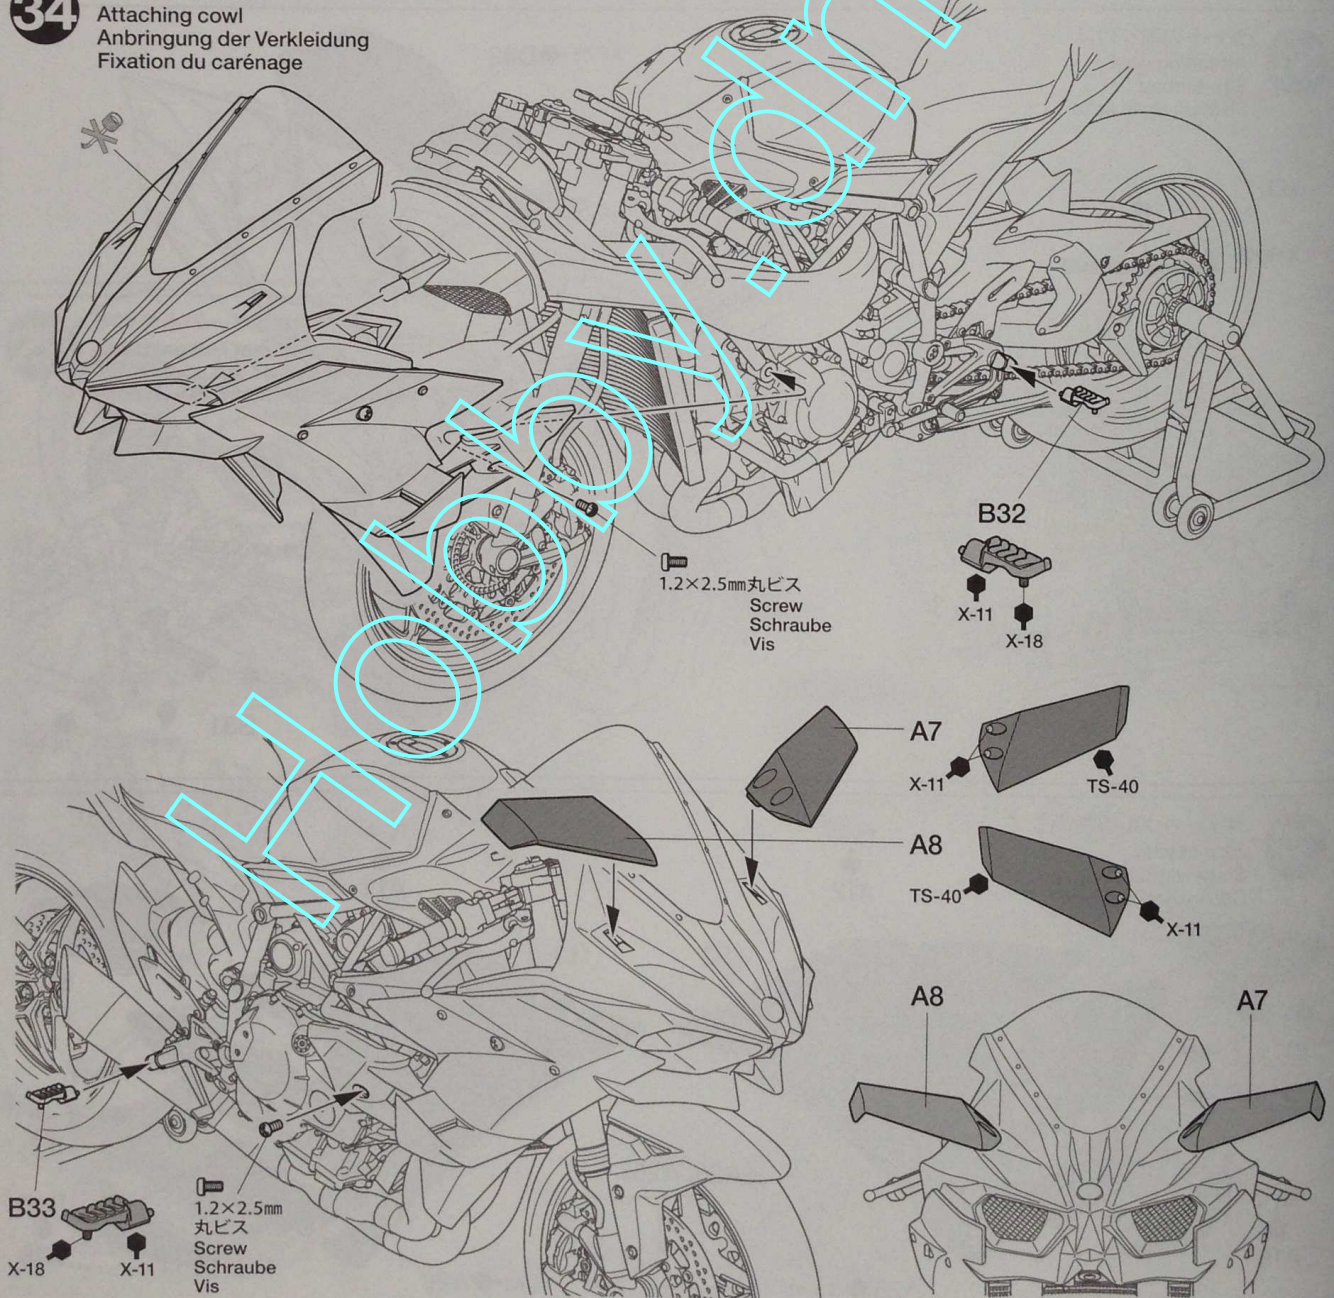 34
Attaching cowl
Anbringung der Verkleidung
Fixation du carénage
B32
X-11
X-18
1.2×2.5mm丸ビス
Screw
Schraube
Vis
A7
X-11
TS-40
A8
TS-40
X-11
A8
A7
B33
X-18
X-11
1.2×2.5mm
丸ビス
Screw
Schraube
Vis